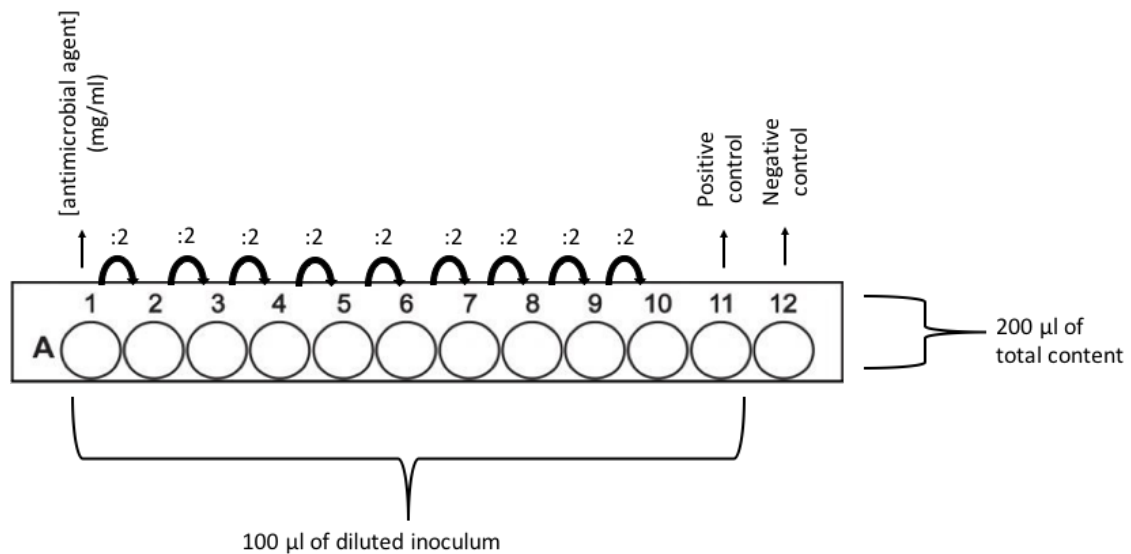 [antimicrobial agent]
(mg/ml)
Positive
control
Negative
control
:2 :2 :2 :2 :2 :2 :2 :2 :2
1 2 3 4 5 6 7 8 9 10 11 12
A
200 µl of
total content
100 µl of diluted inoculum